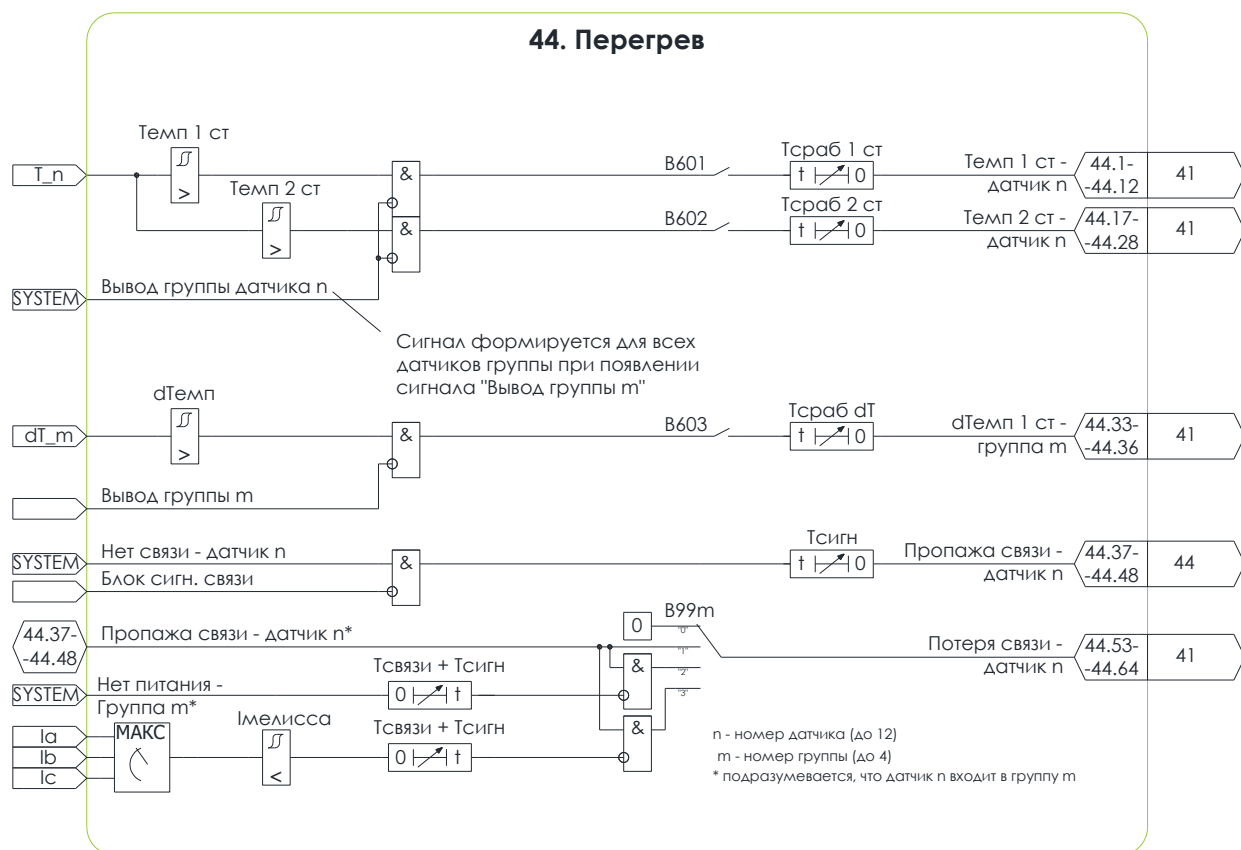 44. Перегрев
Темп 1 ст
T_n
>
Темп 2 ст
>
&
&
B601
Тсраб 1 ст
t 0
Темп 1 ст -
датчик n
44.1-
-44.12
41
B602
Тсраб 2 ст
t 0
Темп 2 ст -
датчик n
44.17-
-44.28
41
SYSTEM
Вывод группы датчика n
Сигнал формируется для всех
датчиков группы при появлении
сигнала "Вывод группы m"
dТемп
dT_m
>
&
B603
Тсраб dT
t 0
dТемп 1 ст -
группа m
44.33-
-44.36
41
Вывод группы m
SYSTEM
Нет связи - датчик n
Блок сигн. связи
&
Тсигн
t 0
Пропажа связи -
датчик n
44.37-
-44.48
44
44.37-
-44.48
Пропажа связи - датчик n*
0
B99m
"0"
"1"
"2"
"3"
Потеря связи -
датчик n
44.53-
-44.64
41
SYSTEM
Нет питания -
Группа m*
Тсвязи + Тсигн
0 t
&
Ia
Ib
Ic
МАКС
Iмелисса
<
Тсвязи + Тсигн
0 t
&
n - номер датчика (до 12)
m - номер группы (до 4)
* подразумевается, что датчик n входит в группу m